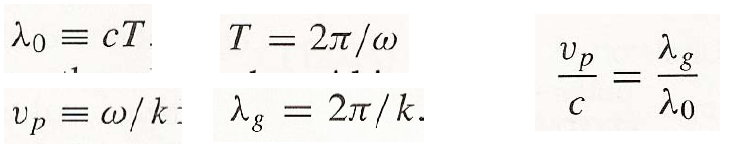 λ₀ ≡ cT.
T = 2π/ω
v_p ≡ ω/k
λ_g = 2π/k.
v_p/c = λ_g/λ₀